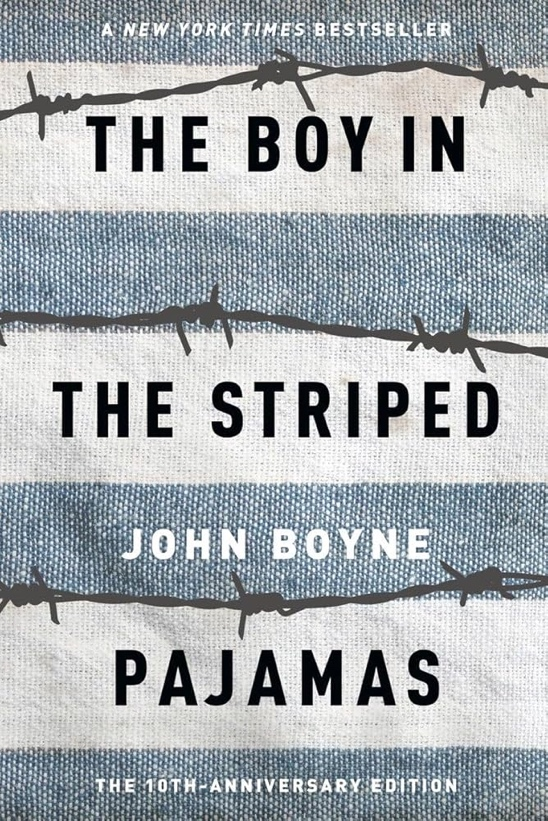 A NEW YORK TIMES BESTSELLER
THE BOY IN
THE STRIPED
JOHN BOYNE
PAJAMAS
THE 10TH-ANNIVERSARY EDITION